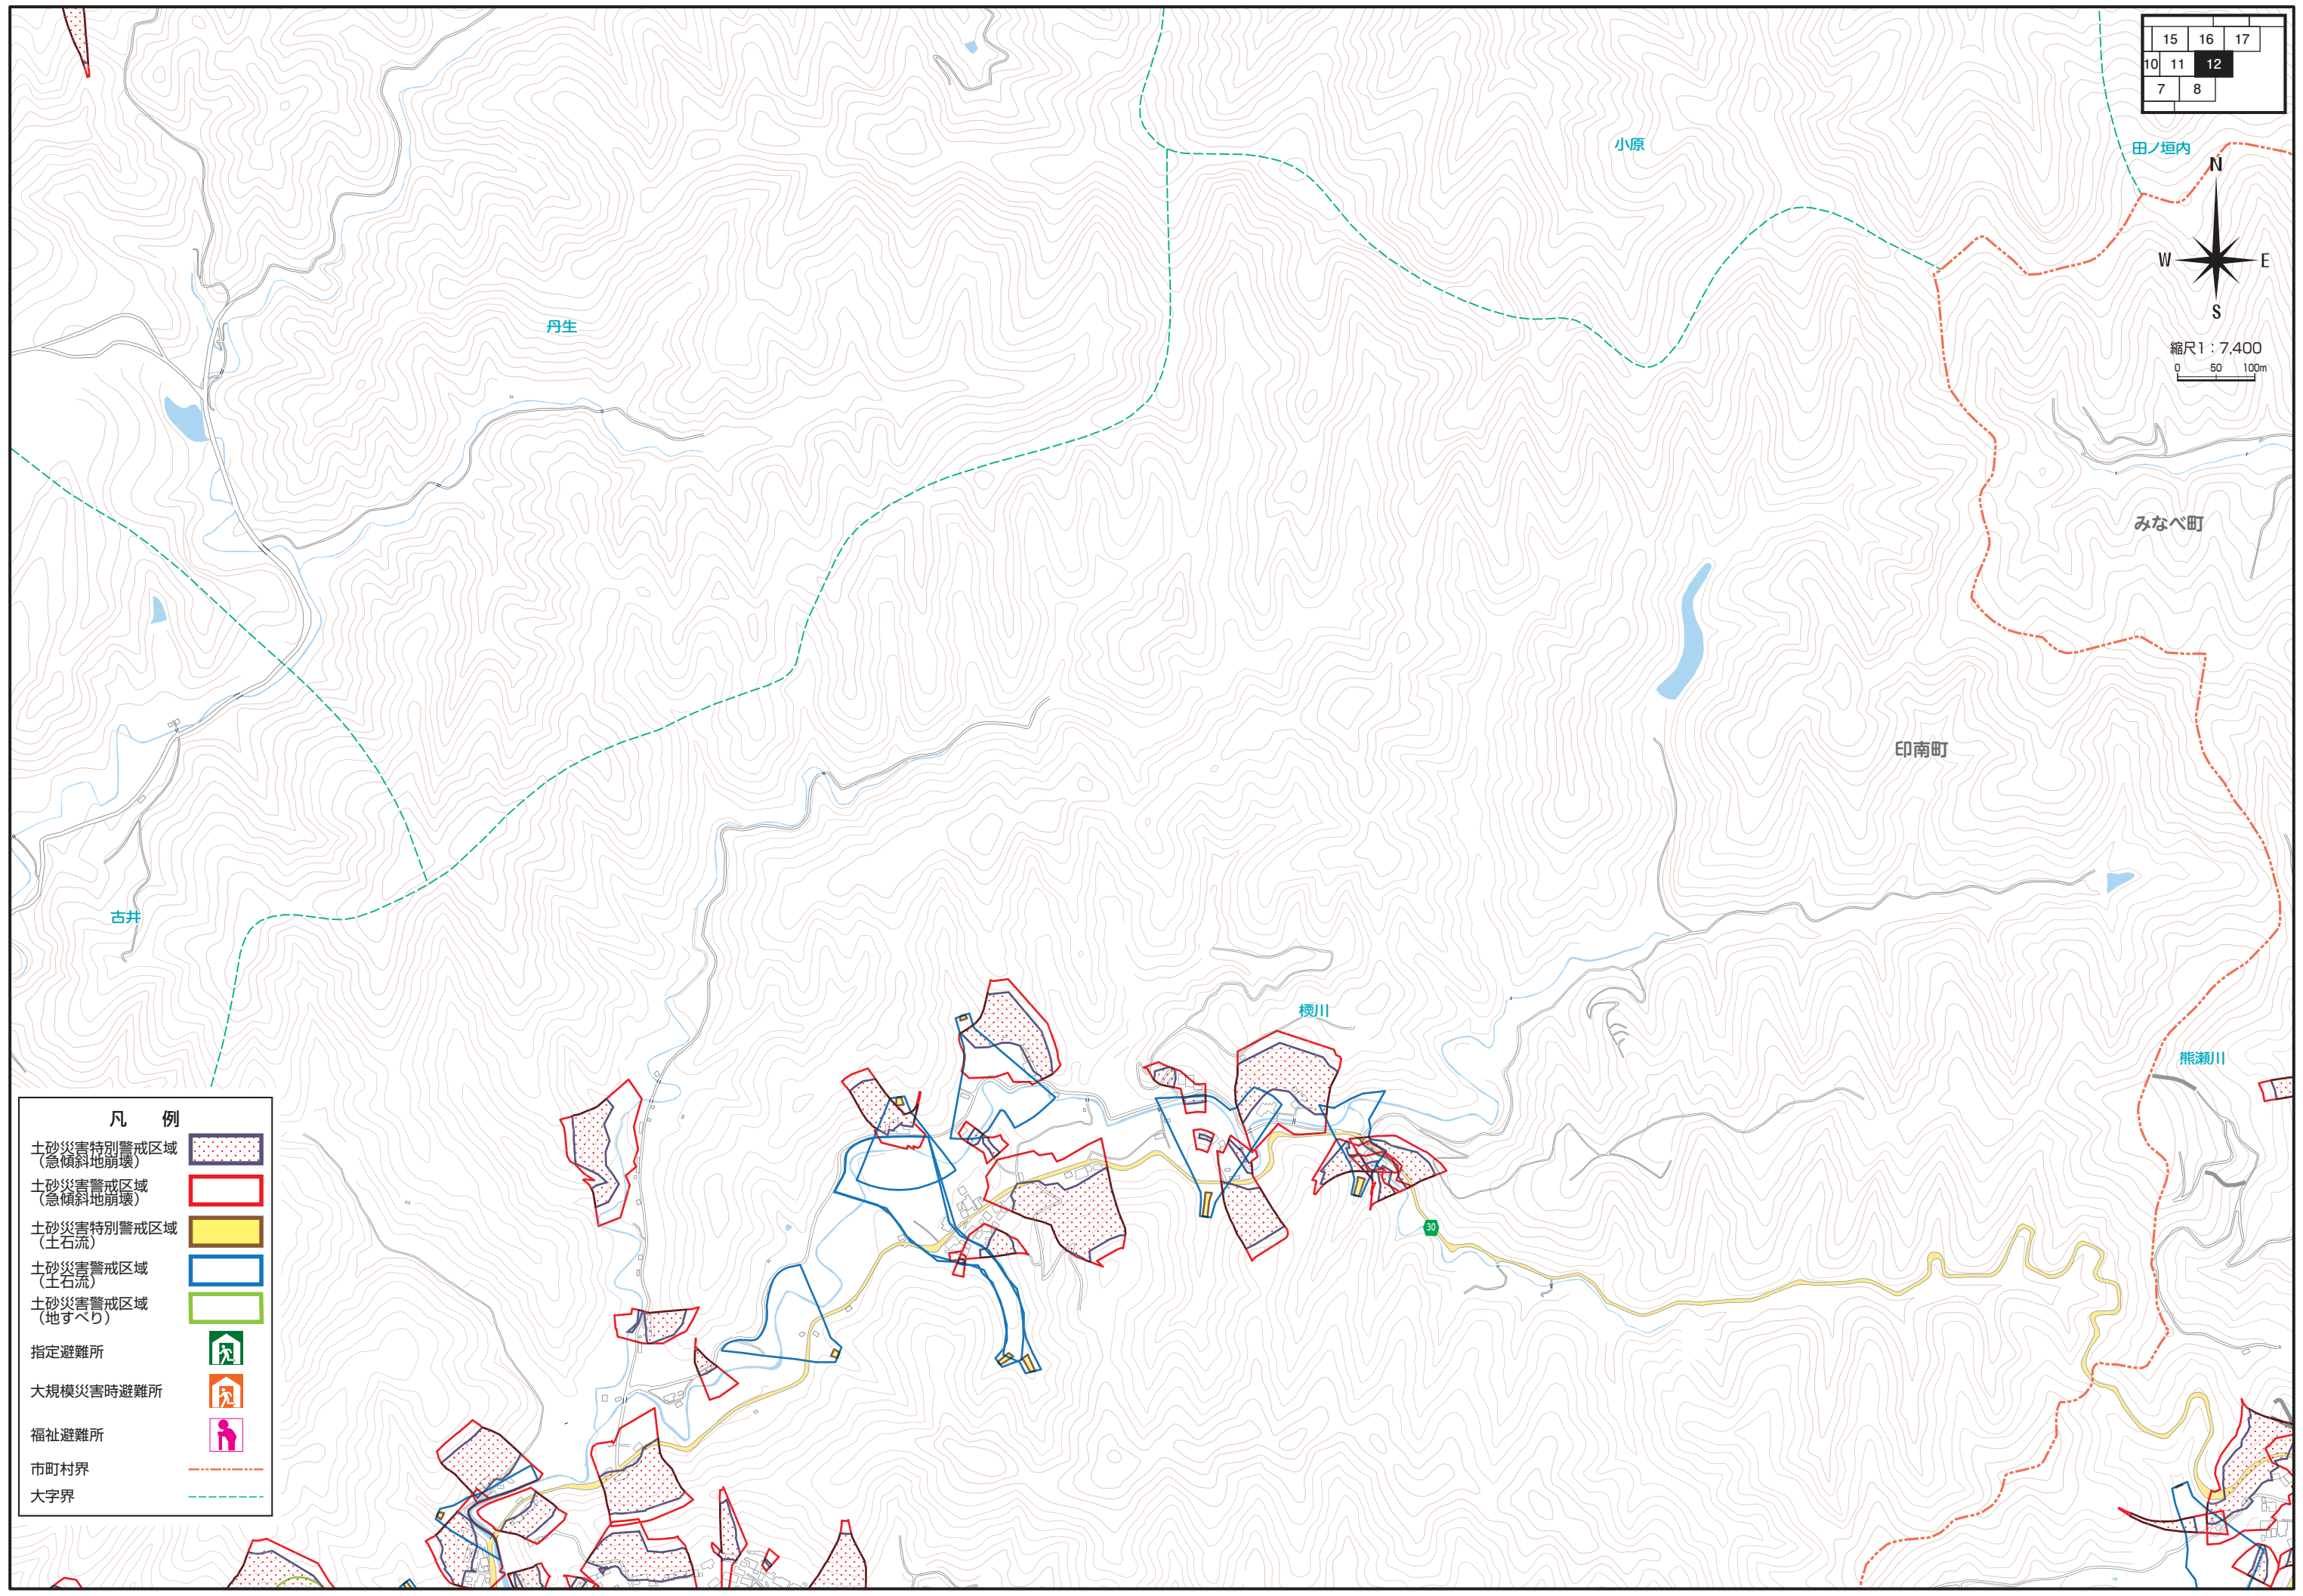 15 16 17
10 11 12
7 8
小原
田ノ垣内
N
W E
S
縮尺1：7,400
0 50 100m
丹生
みなべ町
印南町
古井
樮川
熊瀬川
30
凡 例
土砂災害特別警戒区域
（急傾斜地崩壊）
土砂災害警戒区域
（急傾斜地崩壊）
土砂災害特別警戒区域
（土石流）
土砂災害警戒区域
（土石流）
土砂災害警戒区域
（地すべり）
指定避難所
大規模災害時避難所
福祉避難所
市町村界
大字界